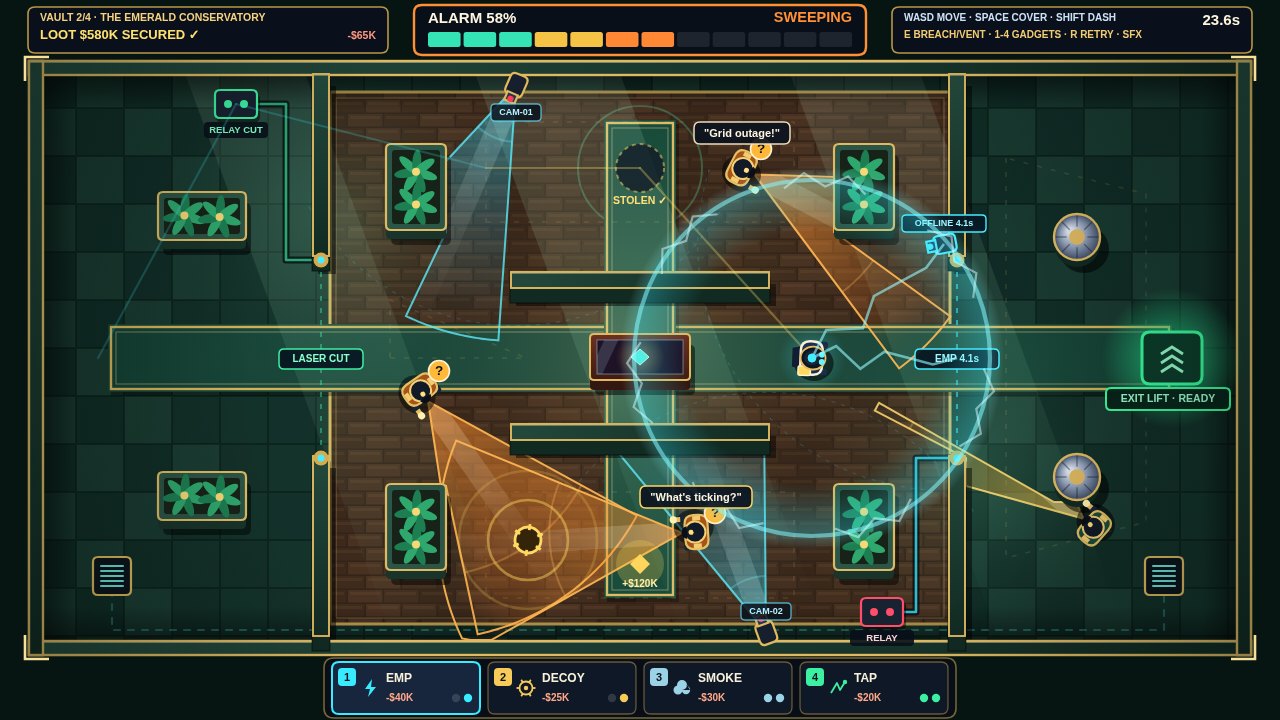 VAULT 2/4 · THE EMERALD CONSERVATORY
LOOT $580K SECURED ✓
-$65K
ALARM 58%
SWEEPING
WASD MOVE · SPACE COVER · SHIFT DASH
23.6s
E BREACH/VENT · 1-4 GADGETS · R RETRY · SFX
CAM-01
RELAY CUT
"Grid outage!"
?
STOLEN ✓
OFFLINE 4.1s
LASER CUT
EMP 4.1s
?
EXIT LIFT · READY
"What's ticking?"
?
+$120K
CAM-02
RELAY
1
EMP
-$40K
2
DECOY
-$25K
3
SMOKE
-$30K
4
TAP
-$20K